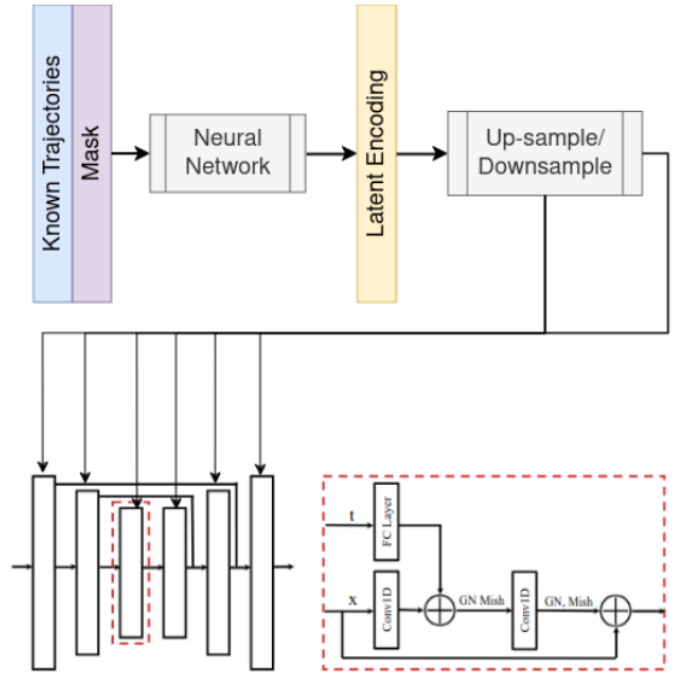 Known Trajectories
Mask
Neural
Network
Latent Encoding
Up-sample/
Downsample
t
FC Layer
x
Conv1D
GN Mish
Conv1D
GN, Mish